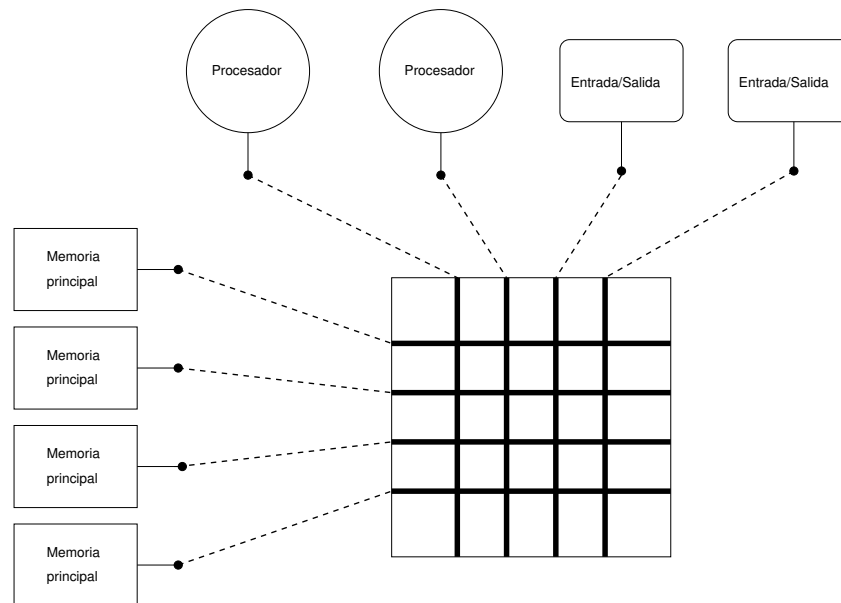 Procesador
Procesador
Entrada/Salida
Entrada/Salida
Memoria
principal
Memoria
principal
Memoria
principal
Memoria
principal